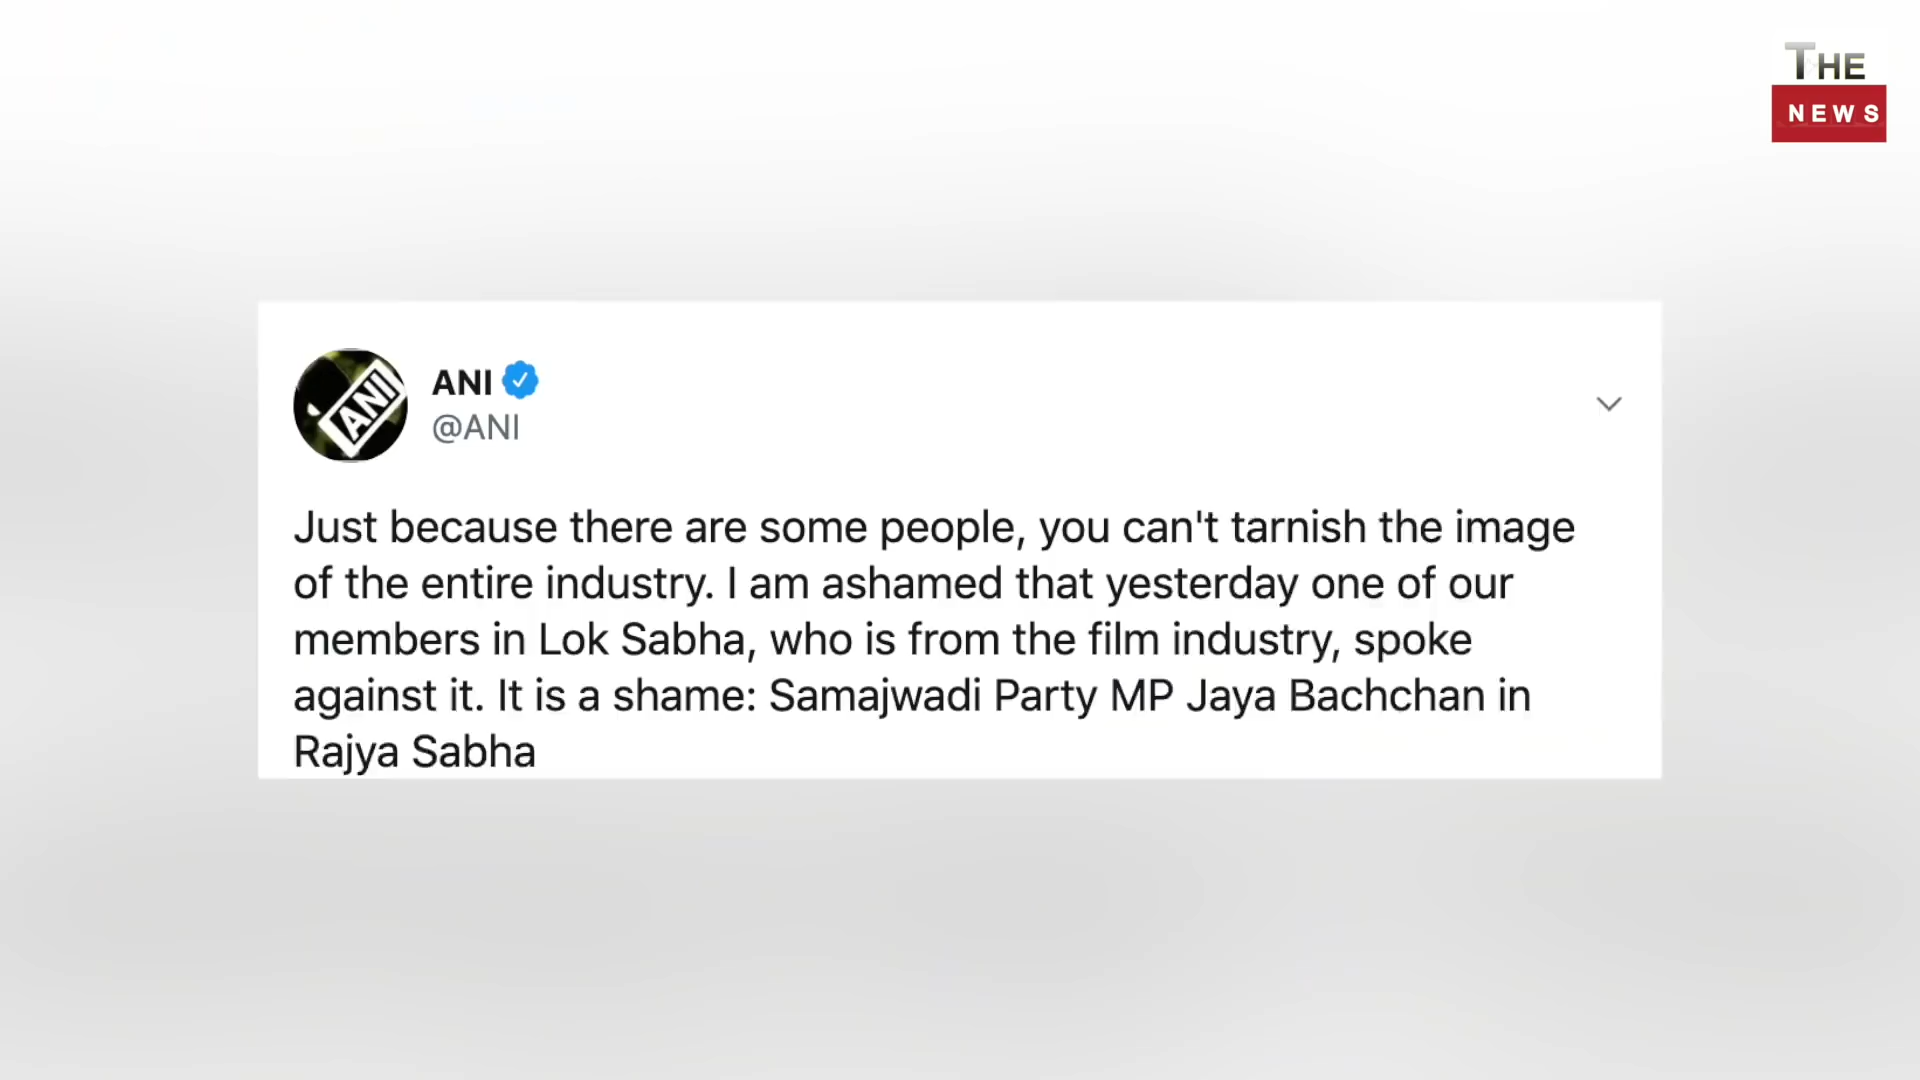 THE
NEWS
ANI
ANI
@ANI
Just because there are some people, you can't tarnish the image
of the entire industry. I am ashamed that yesterday one of our
members in Lok Sabha, who is from the film industry, spoke
against it. It is a shame: Samajwadi Party MP Jaya Bachchan in
Rajya Sabha